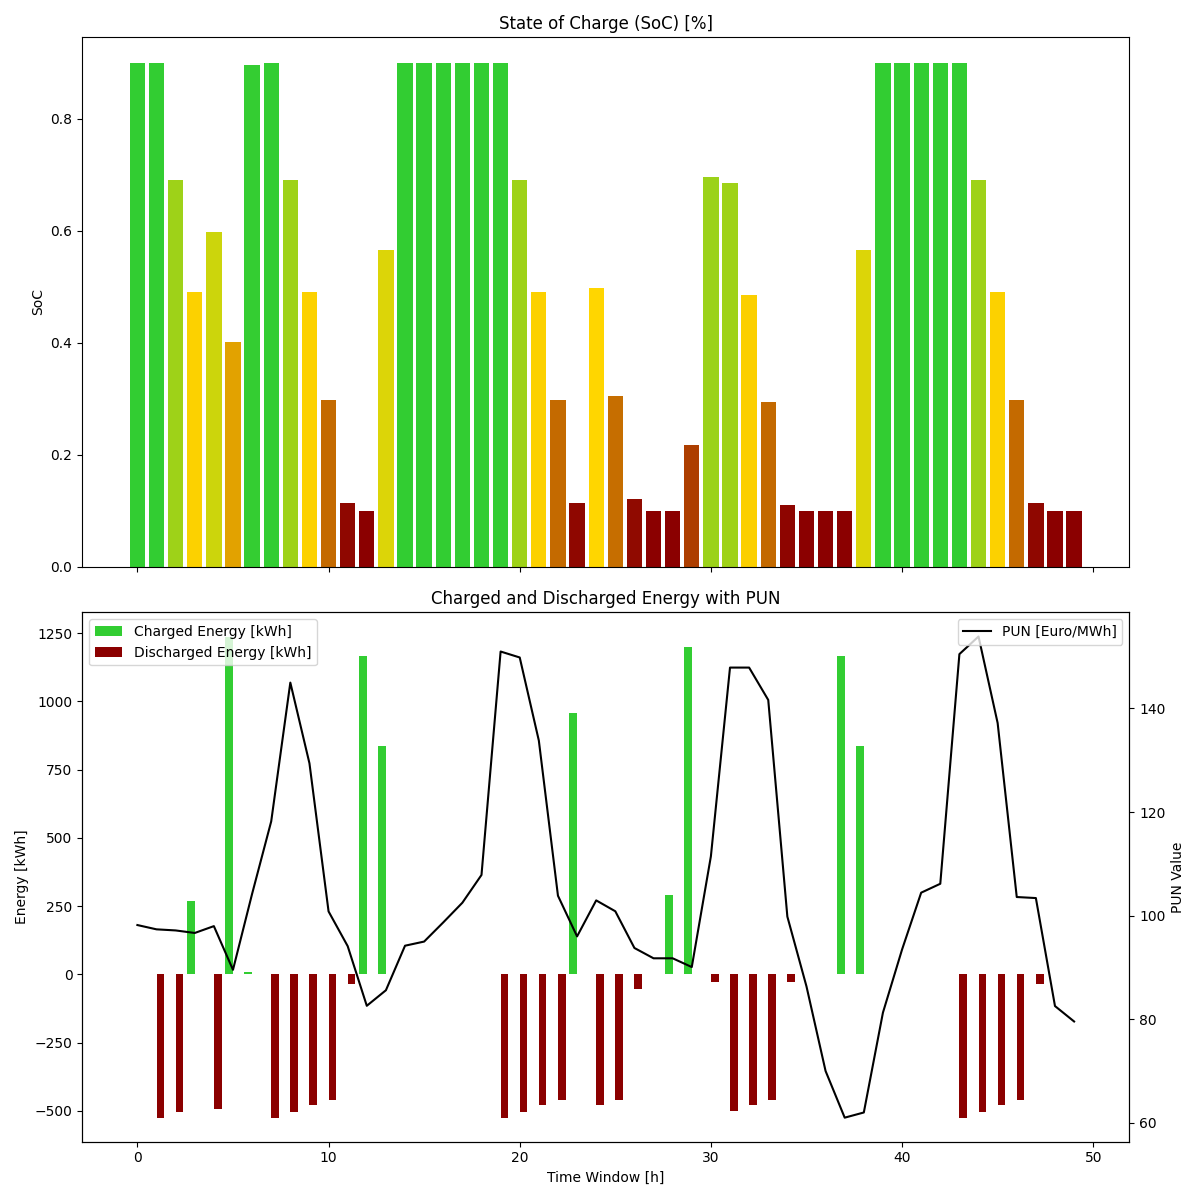 State of Charge (SoC) [%]
0.8
0.6
SoC
0.4
0.2
0.0
Charged and Discharged Energy with PUN
Charged Energy [kWh]
Discharged Energy [kWh]
PUN [Euro/MWh]
1250
1000
750
500
250
0
−250
−500
Energy [kWh]
140
120
100
80
60
PUN Value
0 10 20 30 40 50
Time Window [h]